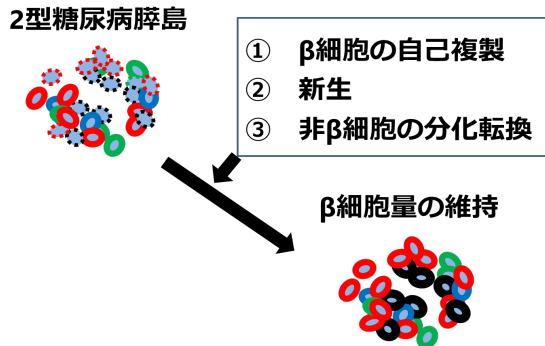 2型糖尿病膵島
① β細胞の自己複製
② 新生
③ 非β細胞の分化転換
β細胞量の維持